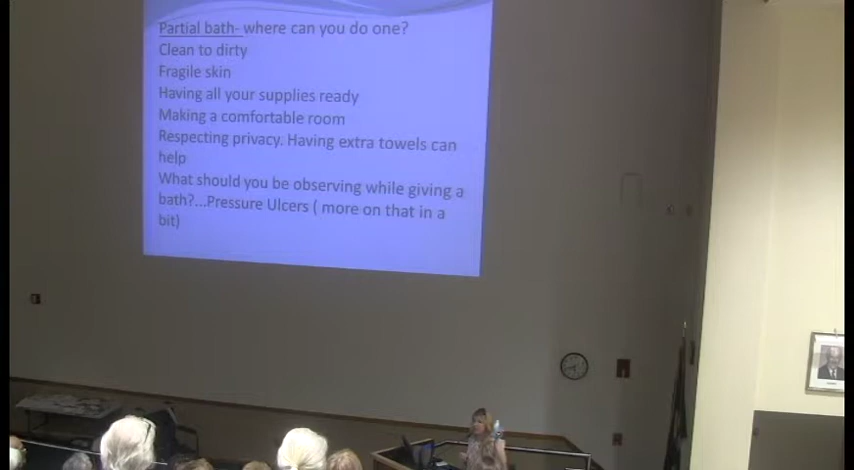 Partial bath- where can you do one?
Clean to dirty
Fragile skin
Having all your supplies ready
Making a comfortable room
Respecting privacy. Having extra towels can
help
What should you be observing while giving a
bath?...Pressure Ulcers ( more on that in a
bit)